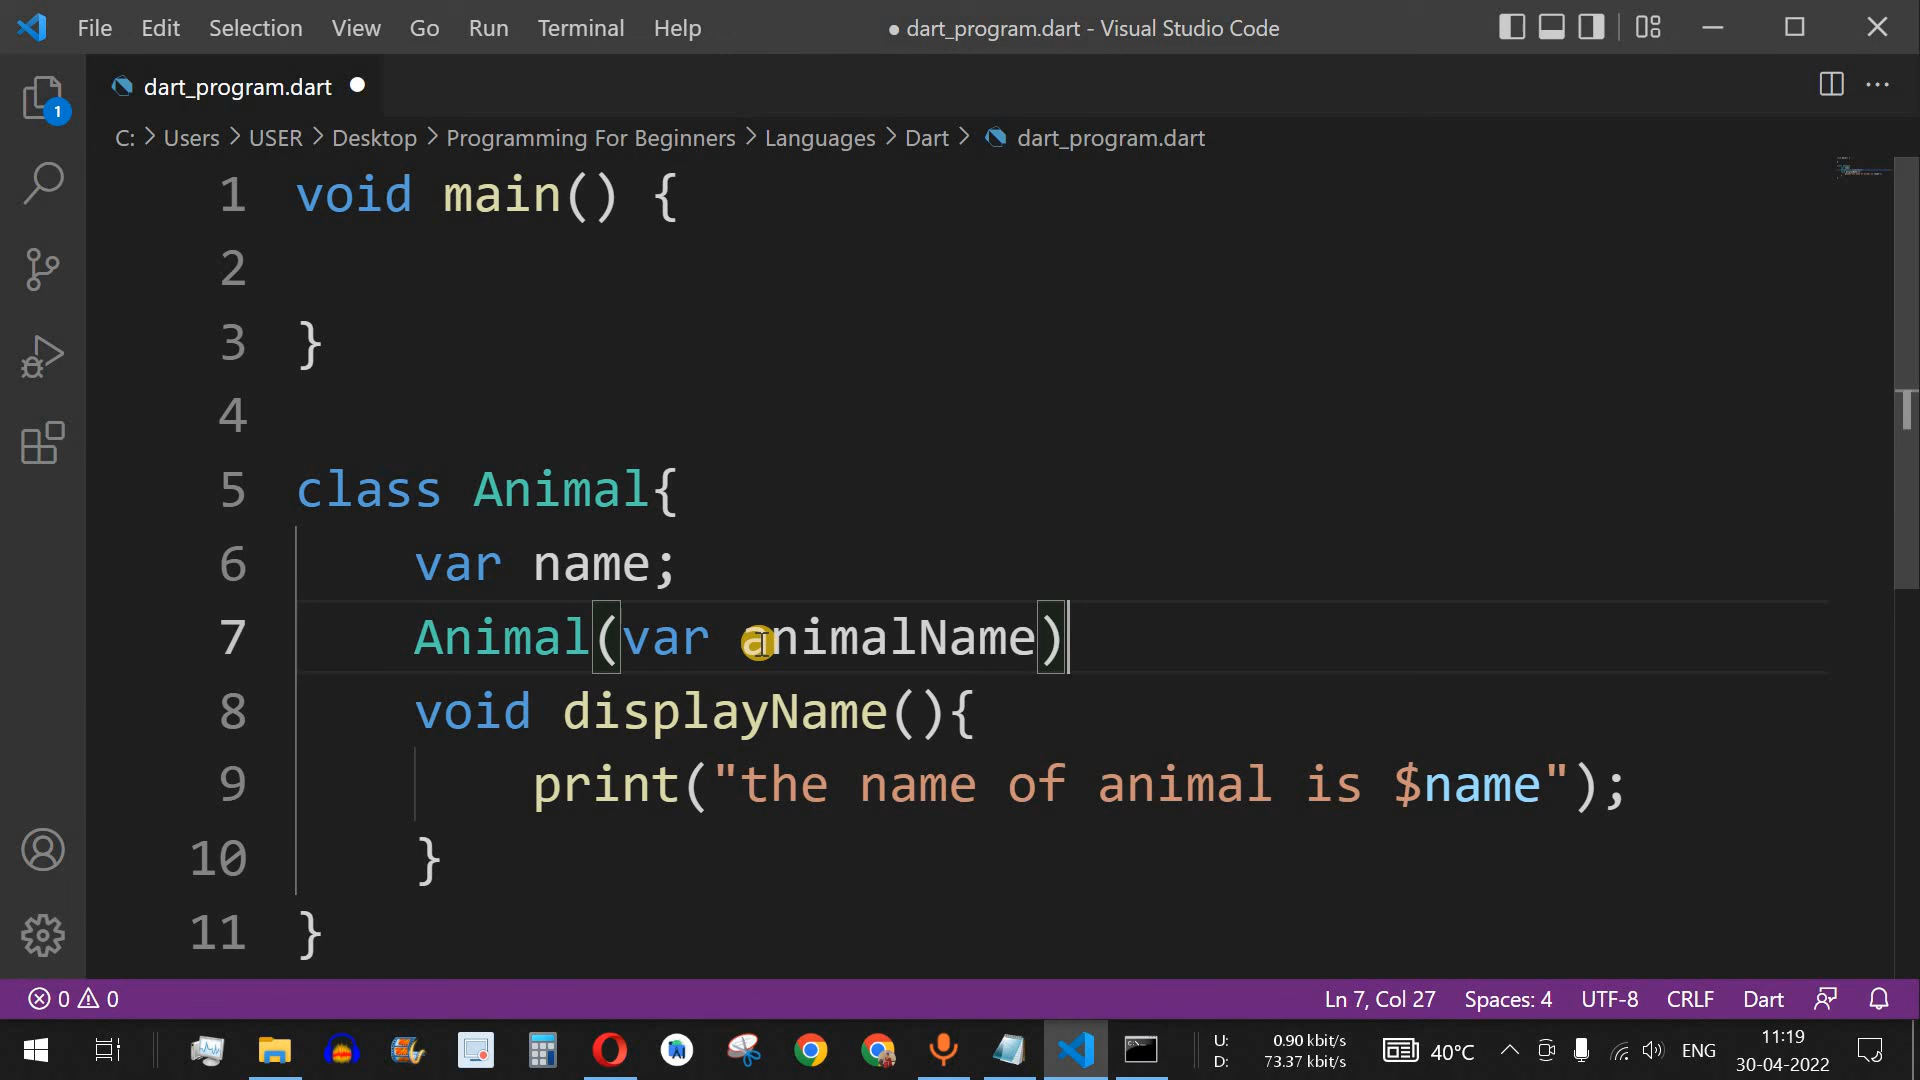 File Edit Selection View Go Run Terminal Help ● dart_program.dart - Visual Studio Code
1 dart_program.dart
C: > Users > USER > Desktop > Programming For Beginners > Languages > Dart > dart_program.dart
1 void main() {
2
3 }
4
5 class Animal{
6 var name;
7 Animal(var animalName)
8 void displayName(){
9 print("the name of animal is $name");
10 }
11 }
0 0 Ln 7, Col 27 Spaces: 4 UTF-8 CRLF Dart
U: 0.90 kbit/s
D: 73.37 kbit/s
40°C ENG
11:19
30-04-2022